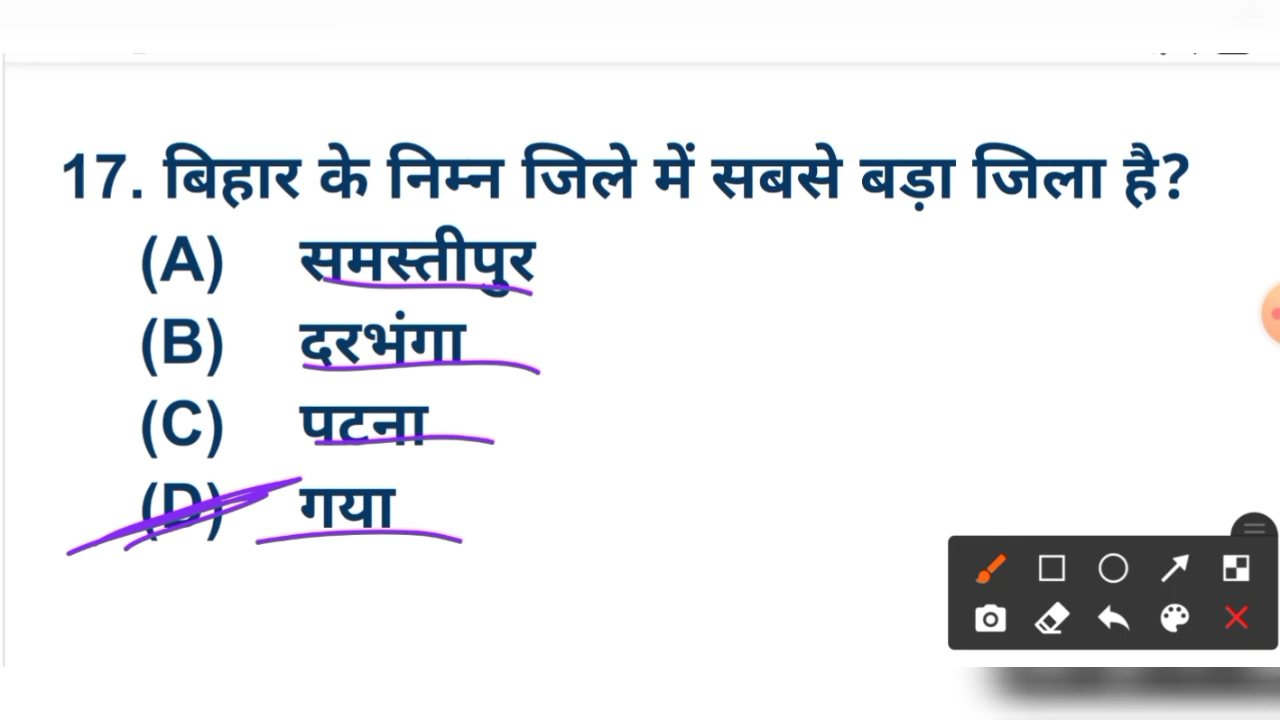 17. बिहार के निम्न जिले में सबसे बड़ा जिला है?
(A) समस्तीपुर
(B) दरभंगा
(C) पटना
(D) गया